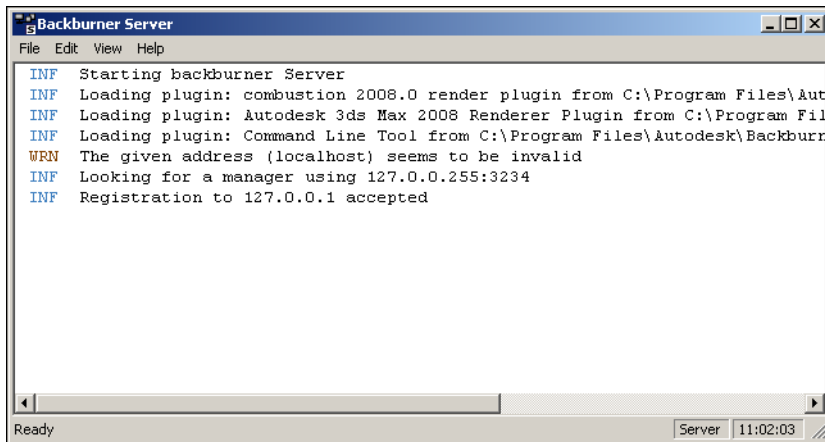 Backburner Server
File Edit View Help
INF Starting backburner Server
INF Loading plugin: combustion 2008.0 render plugin from C:\Program Files\Aut
INF Loading plugin: Autodesk 3ds Max 2008 Renderer Plugin from C:\Program Fil
INF Loading plugin: Command Line Tool from C:\Program Files\Autodesk\Backburn
WRN The given address (localhost) seems to be invalid
INF Looking for a manager using 127.0.0.255:3234
INF Registration to 127.0.0.1 accepted
Ready Server 11:02:03